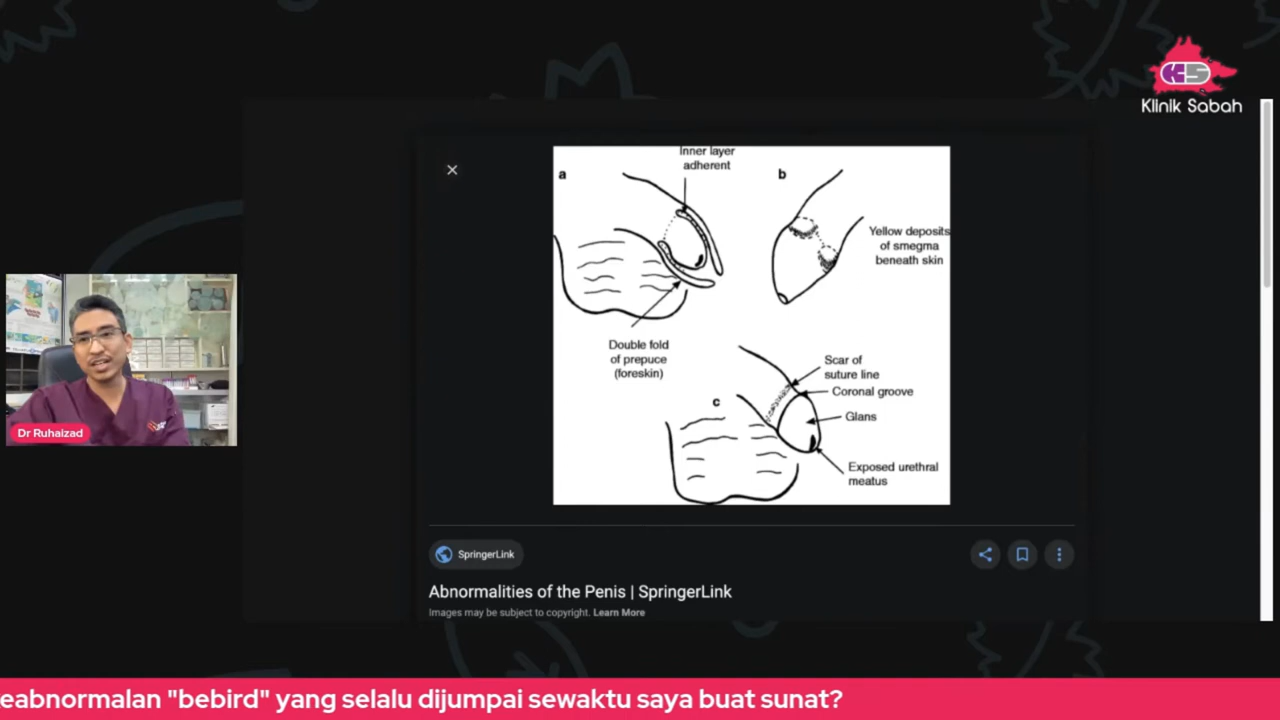 KS
Klinik Sabah
Inner layer
adherent
a
b
Yellow deposits
of smegma
beneath skin
Double fold
of prepuce
(foreskin)
Scar of
suture line
Coronal groove
c
Glans
Exposed urethral
meatus
Dr Ruhaizad
SpringerLink
Abnormalities of the Penis | SpringerLink
Images may be subject to copyright. Learn More
eabnormalan "bebird" yang selalu dijumpai sewaktu saya buat sunat?